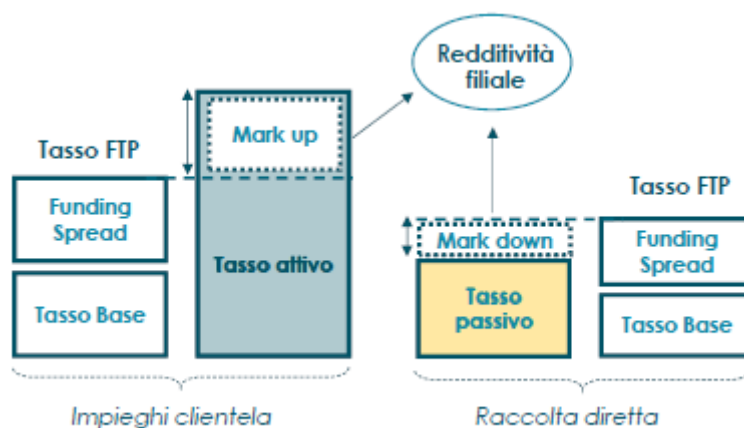 Redditività
filiale
Tasso FTP
Mark up
Funding
Spread
Tasso attivo
Tasso Base
Tasso FTP
Mark down
Funding
Spread
Tasso
passivo
Tasso Base
Impieghi clientela
Raccolta diretta